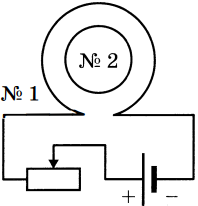 № 2
№ 1
+ −